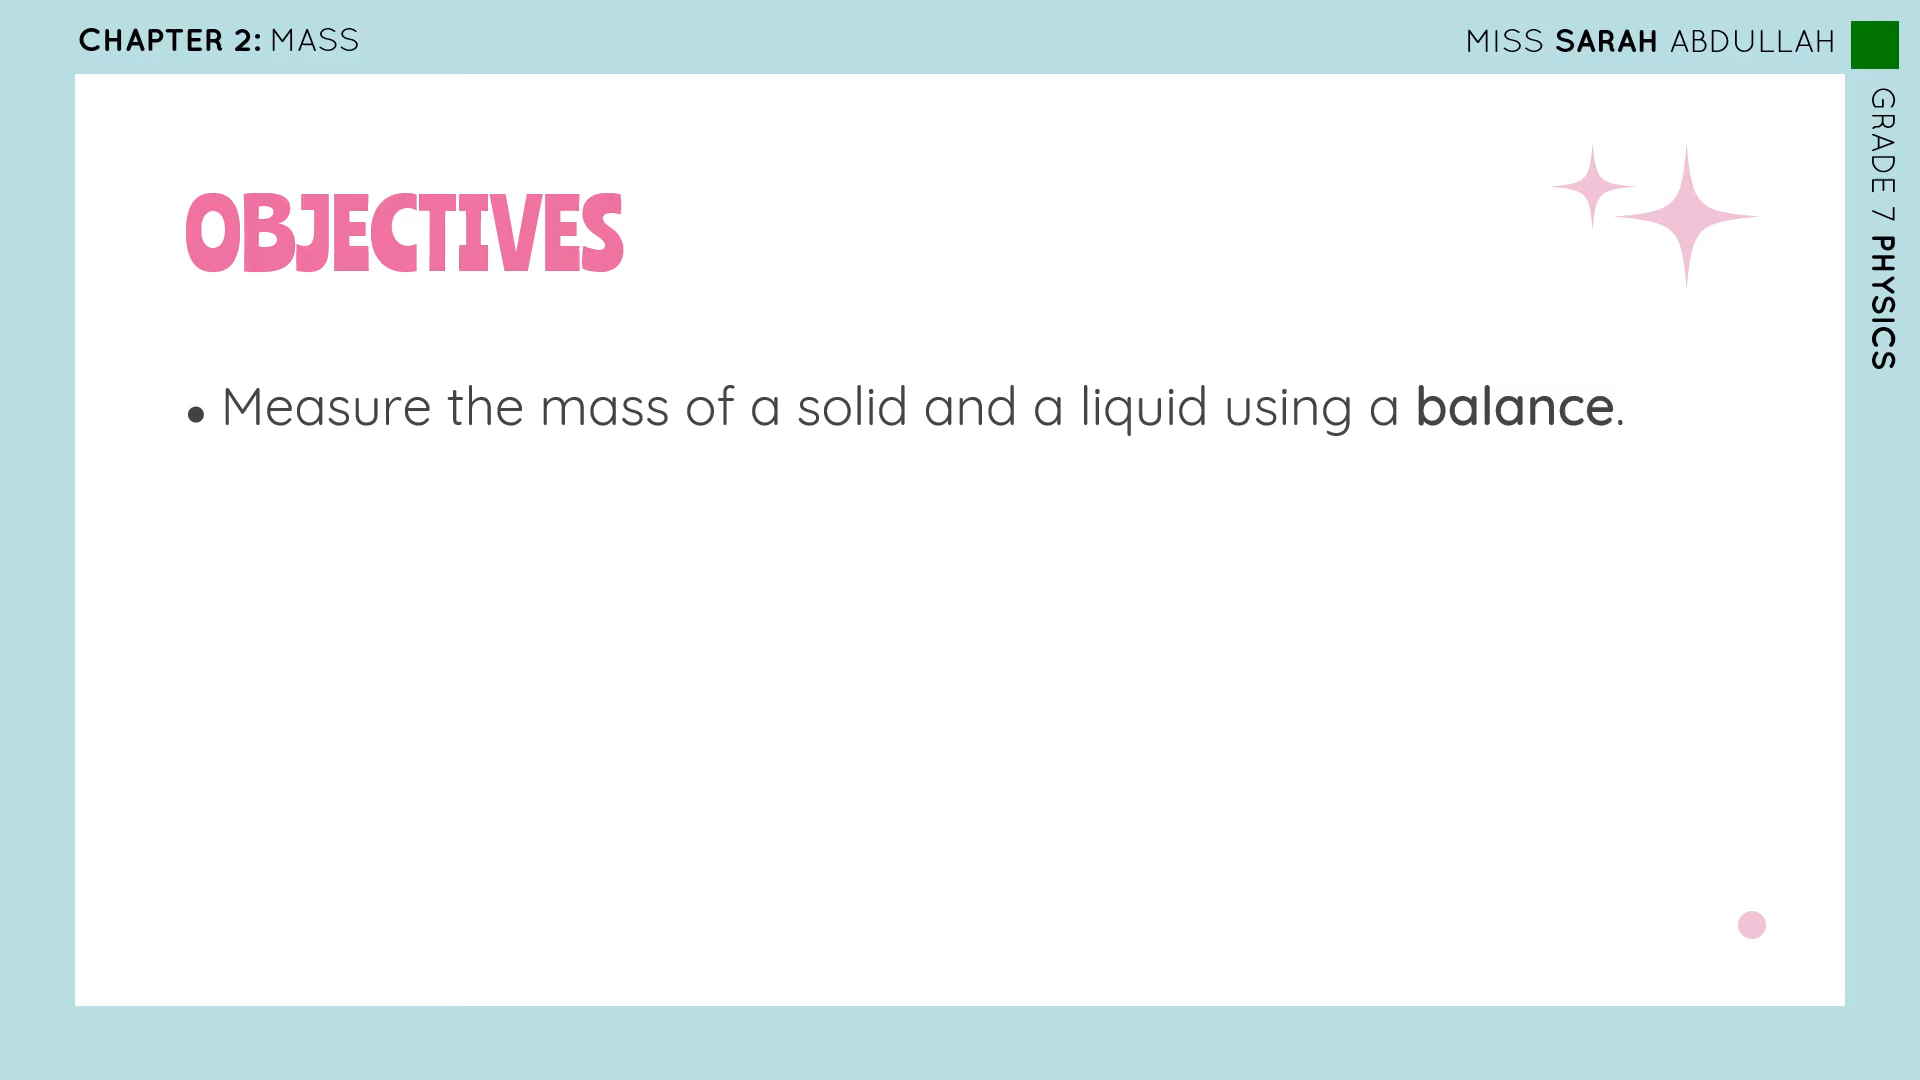 CHAPTER 2: MASS
MISS SARAH ABDULLAH
GRADE 7 PHYSICS
OBJECTIVES
• Measure the mass of a solid and a liquid using a balance.